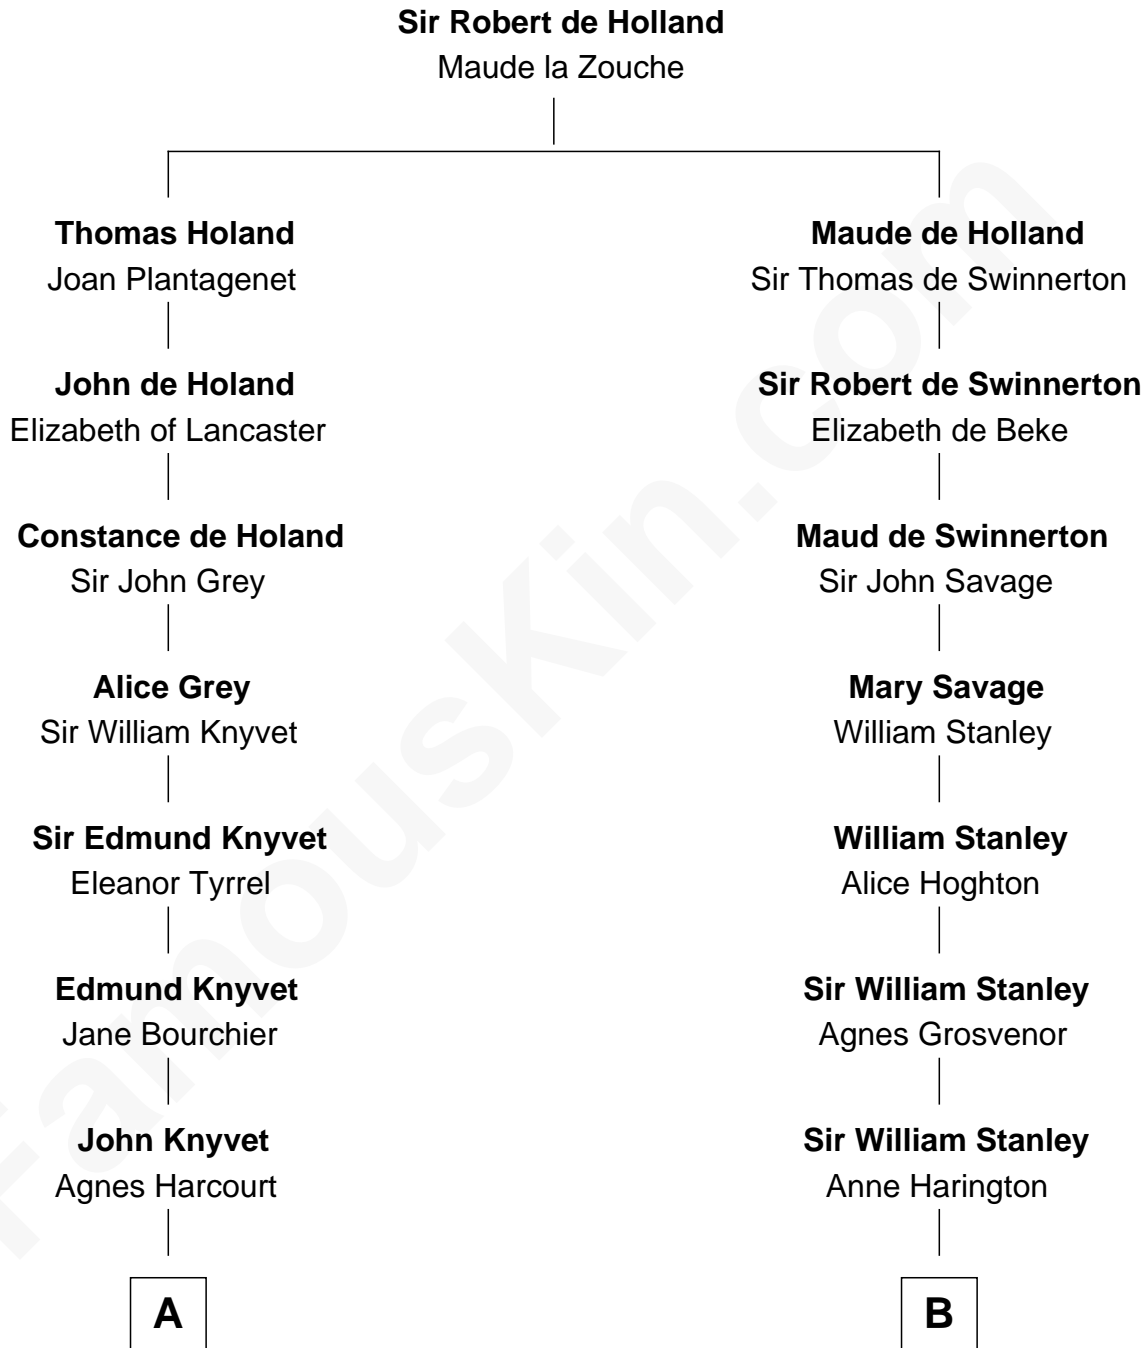 Sir Robert de Holland
Maude la Zouche
Thomas Holand
Joan Plantagenet
John de Holand
Elizabeth of Lancaster
Constance de Holand
Sir John Grey
Alice Grey
Sir William Knyvet
Sir Edmund Knyvet
Eleanor Tyrrel
Edmund Knyvet
Jane Bourchier
John Knyvet
Agnes Harcourt
A
Maude de Holland
Sir Thomas de Swinnerton
Sir Robert de Swinnerton
Elizabeth de Beke
Maud de Swinnerton
Sir John Savage
Mary Savage
William Stanley
William Stanley
Alice Hoghton
Sir William Stanley
Agnes Grosvenor
Sir William Stanley
Anne Harington
B
FamousKin.com